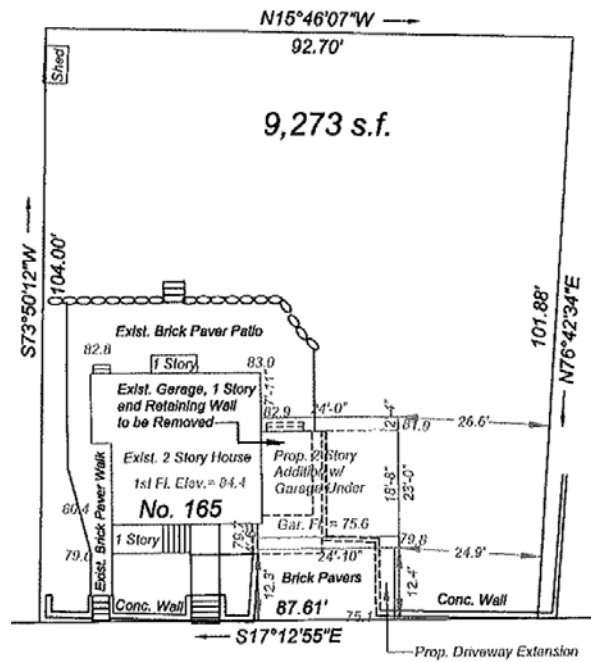 N15°46'07"W
92.70'
Shed
9,273 s.f.
S73°50'12"W
104.00'
101.88'
N76°42'34"E
Exist. Brick Paver Patio
82.8
1 Story
83.0
Exist. Garage, 1 Story
and Retaining Wall
to be Removed
7'-11"
82.9
24'-0"
2'-4"
81.0
26.6'
Exist. 2 Story House
1st Fl. Elev. = 84.4
Prop. 2 Story
Addition w/
Garage Under
18'-8"
23'-0"
No. 165
80.4
Exist. Brick Paver Walk
Gar. Fl. = 75.6
1 Story
79.8
24'-10"
24.9'
12.3'
Brick Pavers
12.4'
Conc. Wall
87.61'
75.1
Conc. Wall
S17°12'55"E
Prop. Driveway Extension